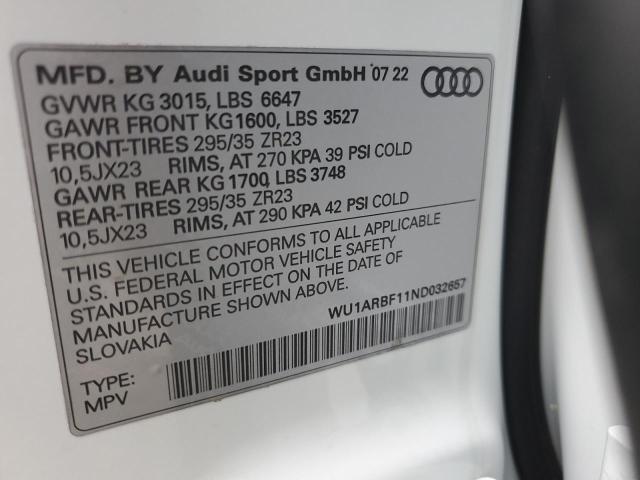 MFD. BY Audi Sport GmbH 07 22
GVWR KG 3015, LBS 6647
GAWR FRONT KG1600, LBS 3527
FRONT-TIRES 295/35 ZR23
10,5JX23 RIMS, AT 270 KPA 39 PSI COLD
GAWR REAR KG 1700, LBS 3748
REAR-TIRES 295/35 ZR23
10,5JX23 RIMS, AT 290 KPA 42 PSI COLD
THIS VEHICLE CONFORMS TO ALL APPLICABLE
U.S. FEDERAL MOTOR VEHICLE SAFETY
STANDARDS IN EFFECT ON THE DATE OF
MANUFACTURE SHOWN ABOVE.
SLOVAKIA
WU1ARBF11ND032657
TYPE:
MPV